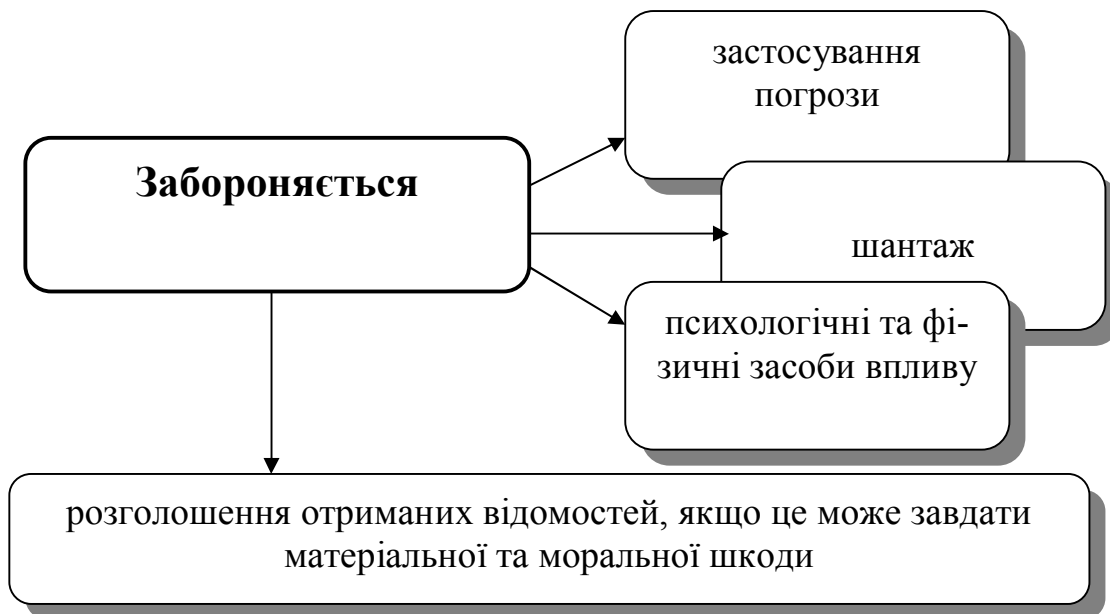 застосування
погрози
Забороняється
шантаж
психологічні та фі-
зичні засоби впливу
розголошення отриманих відомостей, якщо це може завдати
матеріальної та моральної шкоди